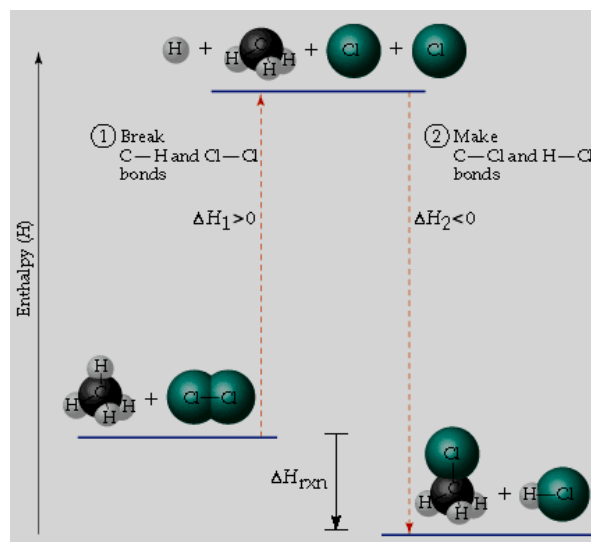 H + C H H H + Cl + Cl
① Break
C—H and Cl—Cl
bonds
② Make
C—Cl and H—Cl
bonds
ΔH₁>0
ΔH₂<0
Enthalpy (H)
H
C
H H H
+ Cl—Cl
ΔHrxn
Cl
C
H H H
+ H—Cl